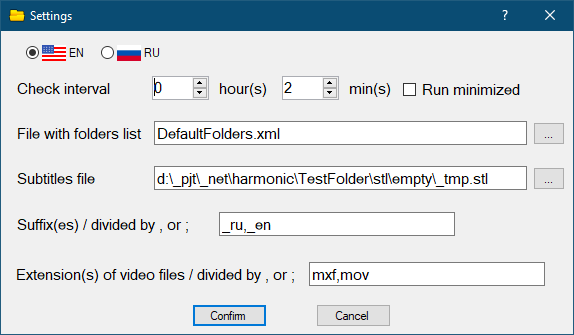 Settings
EN RU
Check interval 0 hour(s) 2 min(s) Run minimized
File with folders list DefaultFolders.xml ...
Subtitles file d:\_pjt\_net\harmonic\TestFolder\stl\empty\_tmp.stl ...
Suffix(es) / divided by , or ; _ru,_en
Extension(s) of video files / divided by , or ; mxf,mov
Confirm Cancel